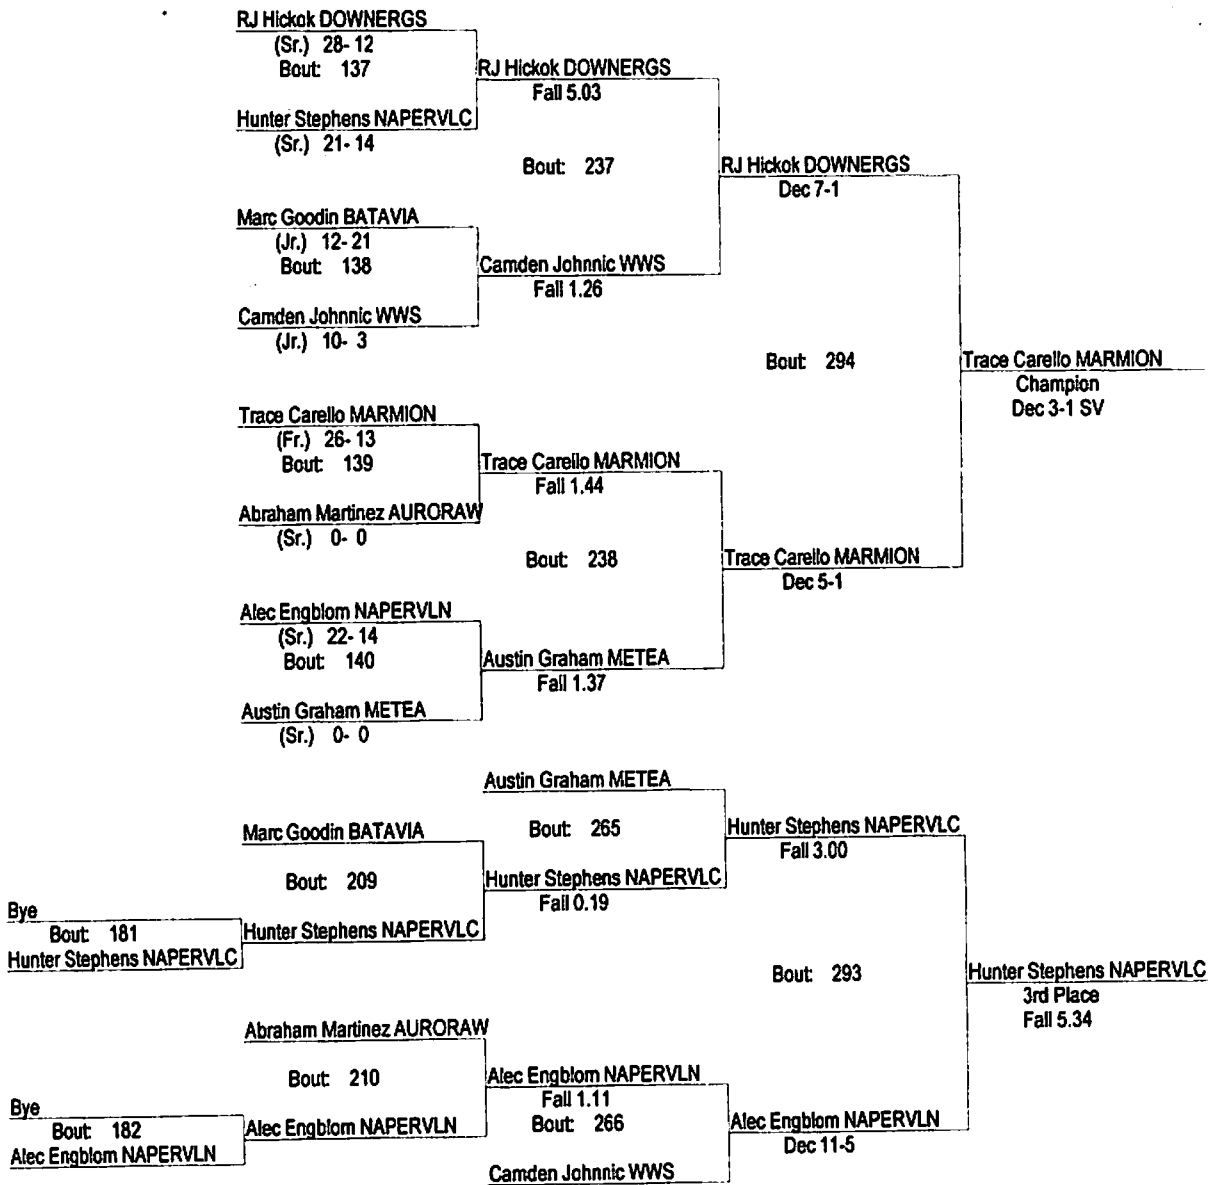 RJ Hickok DOWNERGS
(Sr.) 28- 12
Bout: 137
RJ Hickok DOWNERGS
Fall 5.03
Hunter Stephens NAPERVLC
(Sr.) 21- 14
Bout: 237
RJ Hickok DOWNERGS
Dec 7-1
Marc Goodin BATAVIA
(Jr.) 12- 21
Bout: 138
Camden Johnnic WWS
Fall 1.26
Camden Johnnic WWS
(Jr.) 10- 3
Bout: 294
Trace Carello MARMION
Champion
Dec 3-1 SV
Trace Carello MARMION
(Fr.) 26- 13
Bout: 139
Trace Carello MARMION
Fall 1.44
Abraham Martinez AURORAW
(Sr.) 0- 0
Bout: 238
Trace Carello MARMION
Dec 5-1
Alec Engblom NAPERVLN
(Sr.) 22- 14
Bout: 140
Austin Graham METEA
Fall 1.37
Austin Graham METEA
(Sr.) 0- 0
Austin Graham METEA
Marc Goodin BATAVIA
Bout: 265
Hunter Stephens NAPERVLC
Fall 3.00
Bout: 209
Hunter Stephens NAPERVLC
Fall 0.19
Bye
Bout: 181
Hunter Stephens NAPERVLC
Hunter Stephens NAPERVLC
Bout: 293
Hunter Stephens NAPERVLC
3rd Place
Fall 5.34
Abraham Martinez AURORAW
Bout: 210
Alec Engblom NAPERVLN
Fall 1.11
Bout: 266
Bye
Bout: 182
Alec Engblom NAPERVLN
Alec Engblom NAPERVLN
Alec Engblom NAPERVLN
Dec 11-5
Camden Johnnic WWS